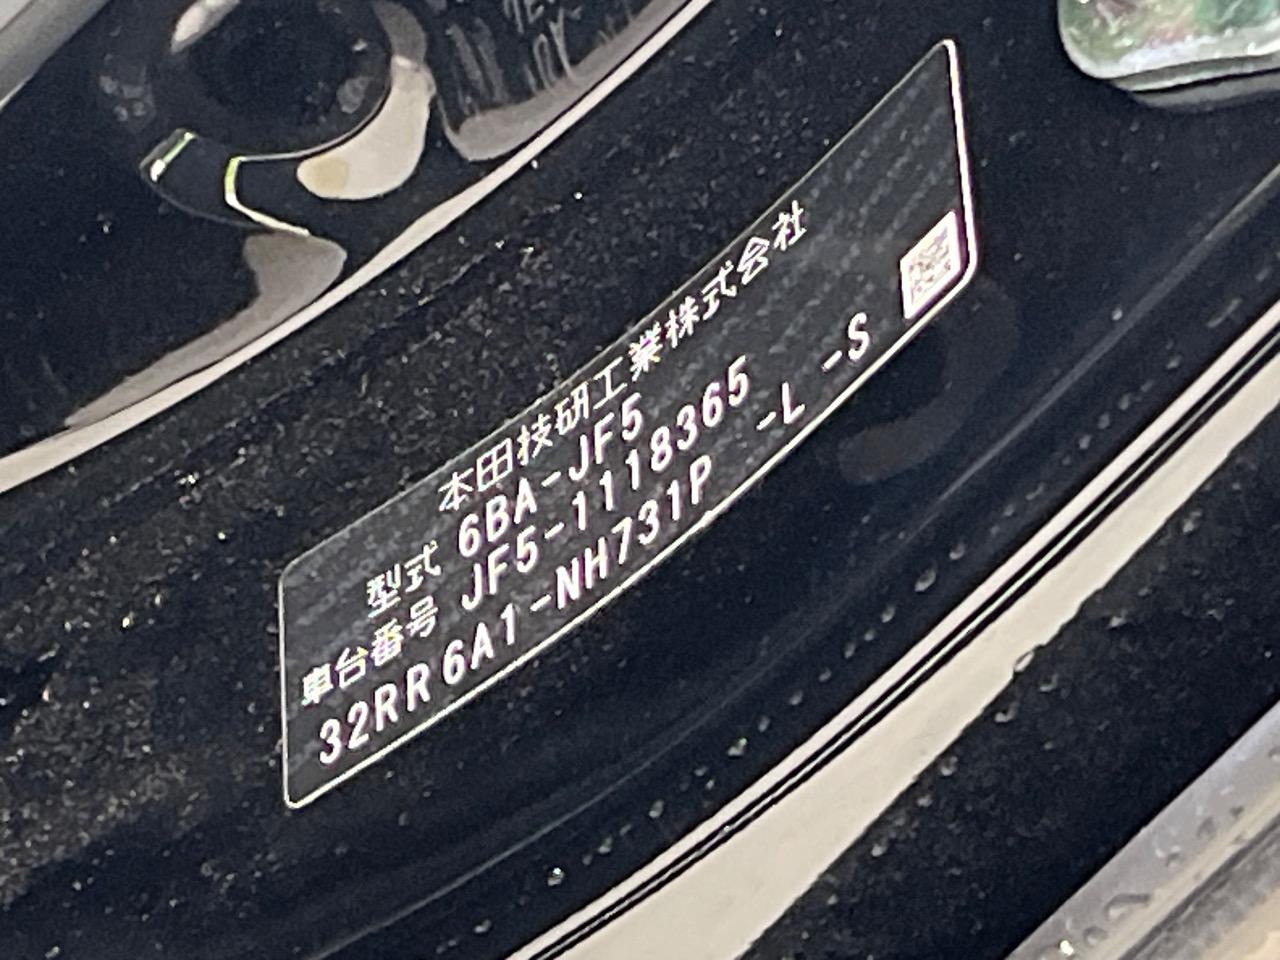 本田技研工業株式会社
型式 6BA-JF5
車台番号 JF5-1118365
32RR 6A1-NH731P -L -S